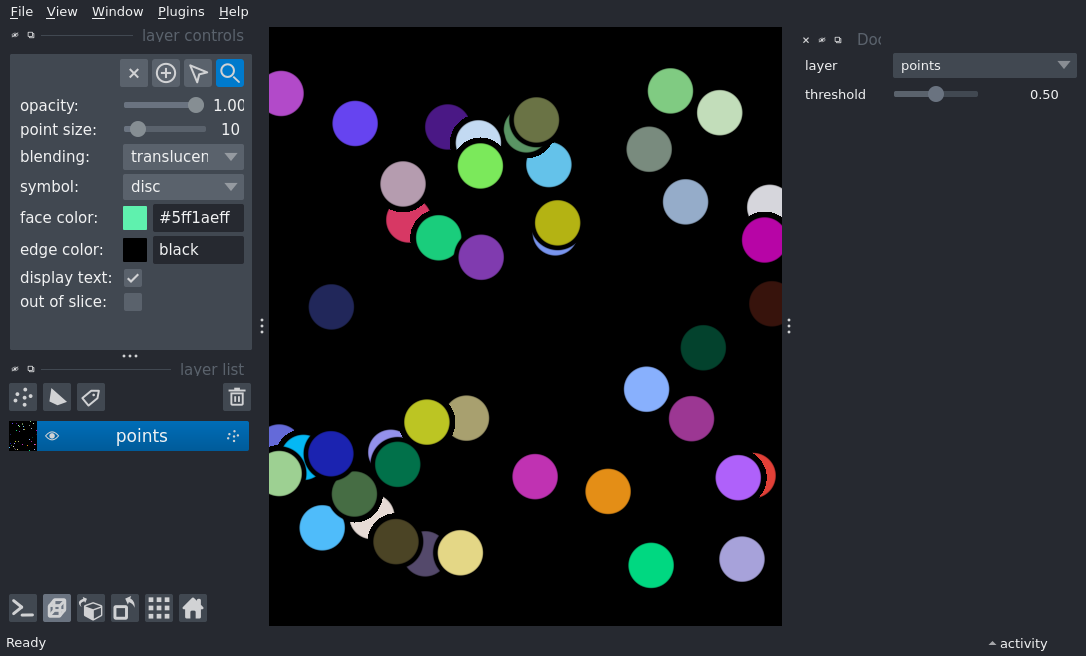 File View Window Plugins Help
layer controls
opacity: 1.00
point size: 10
blending: translucen
symbol: disc
face color: #5ff1aeff
edge color: black
display text:
out of slice:
layer list
points
Ready
Doc
layer points
threshold 0.50
activity